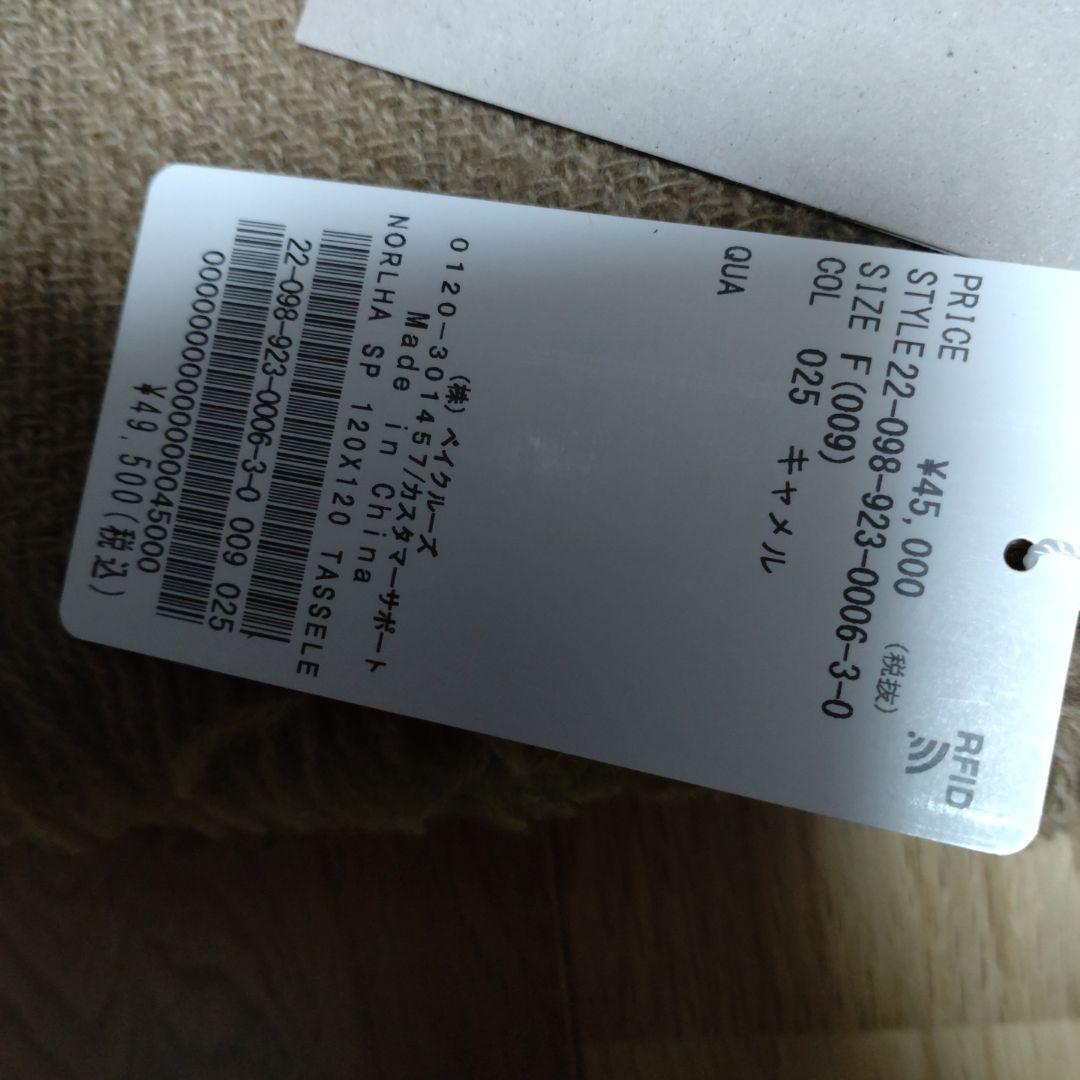 RFID
PRICE ¥45,000 (税抜)
STYLE22-098-923-0006-3-0
SIZE F(009)
COL 025 キャメル
QUA
(株)ベイクルーズ
0120-301457/カスタマーサポート
Made in China
NORLHA SP 120X120 TASSELE
22-098-923-0006-3-0 009 025
¥49,500(税込)